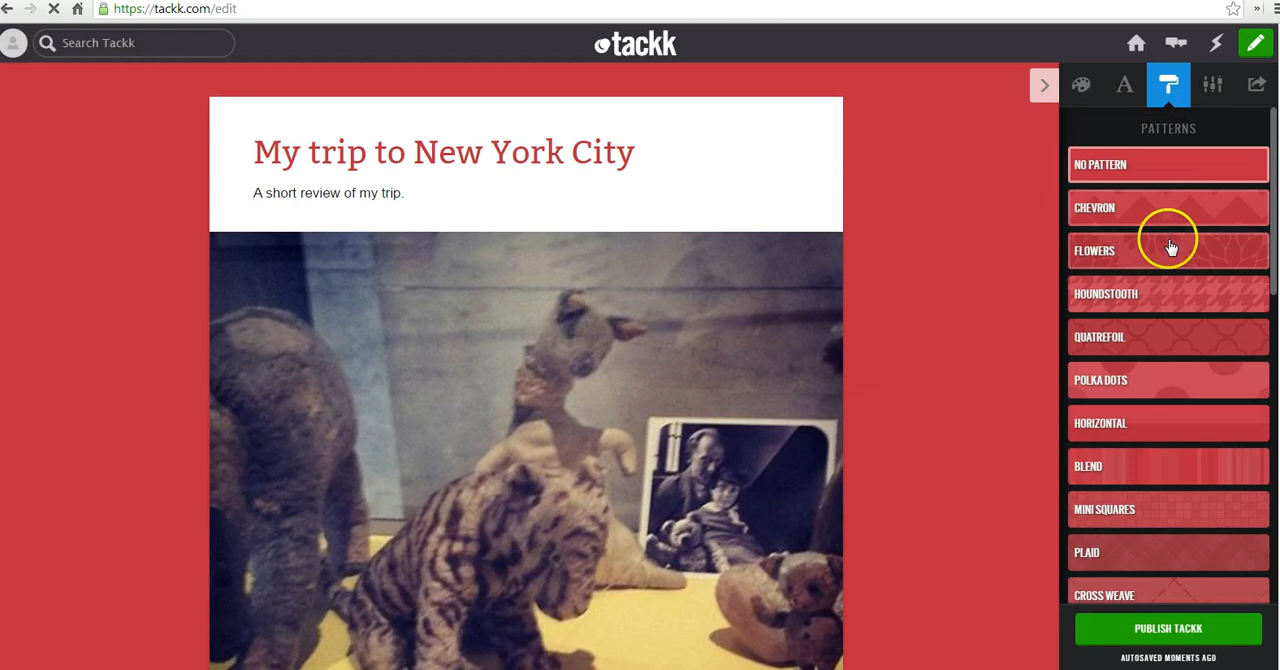 https://tackk.com/edit
Search Tackk
tackk
PATTERNS
NO PATTERN
CHEVRON
FLOWERS
HOUNDSTOOTH
QUATREFOIL
POLKA DOTS
HORIZONTAL
BLEND
MINI SQUARES
PLAID
CROSS WEAVE
PUBLISH TACKK
AUTOSAVED MOMENTS AGO
My trip to New York City
A short review of my trip.